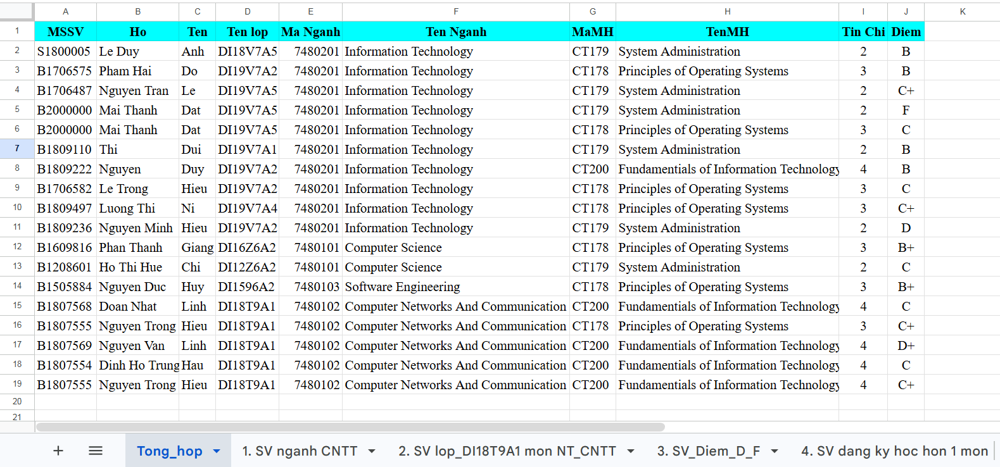 A B C D E F G H I J K
1 MSSV Ho Ten Ten lop Ma Nganh Ten Nganh MaMH TenMH Tin Chi Diem
2 S1800005 Le Duy Anh DI18V7A5 7480201 Information Technology CT179 System Administration 2 B
3 B1706575 Pham Hai Do DI19V7A2 7480201 Information Technology CT178 Principles of Operating Systems 3 B
4 B1706487 Nguyen Tran Le DI19V7A5 7480201 Information Technology CT179 System Administration 2 C+
5 B2000000 Mai Thanh Dat DI19V7A5 7480201 Information Technology CT179 System Administration 2 F
6 B2000000 Mai Thanh Dat DI19V7A5 7480201 Information Technology CT178 Principles of Operating Systems 3 C
7 B1809110 Thi Dui DI19V7A1 7480201 Information Technology CT179 System Administration 2 B
8 B1809222 Nguyen Duy DI19V7A2 7480201 Information Technology CT200 Fundamentials of Information Technology 4 B
9 B1706582 Le Trong Hieu DI19V7A2 7480201 Information Technology CT178 Principles of Operating Systems 3 C
10 B1809497 Luong Thi Ni DI19V7A4 7480201 Information Technology CT178 Principles of Operating Systems 3 C+
11 B1809236 Nguyen Minh Hieu DI19V7A2 7480201 Information Technology CT179 System Administration 2 D
12 B1609816 Phan Thanh Giang DI16Z6A2 7480101 Computer Science CT178 Principles of Operating Systems 3 B+
13 B1208601 Ho Thi Hue Chi DI12Z6A2 7480101 Computer Science CT179 System Administration 2 C
14 B1505884 Nguyen Duc Huy DI1596A2 7480103 Software Engineering CT178 Principles of Operating Systems 3 B+
15 B1807568 Doan Nhat Linh DI18T9A1 7480102 Computer Networks And Communication CT200 Fundamentials of Information Technology 4 C
16 B1807555 Nguyen Trong Hieu DI18T9A1 7480102 Computer Networks And Communication CT178 Principles of Operating Systems 3 C+
17 B1807569 Nguyen Van Linh DI18T9A1 7480102 Computer Networks And Communication CT200 Fundamentials of Information Technology 4 D+
18 B1807554 Dinh Ho Trung Hau DI18T9A1 7480102 Computer Networks And Communication CT200 Fundamentials of Information Technology 4 C
19 B1807555 Nguyen Trong Hieu DI18T9A1 7480102 Computer Networks And Communication CT200 Fundamentials of Information Technology 4 C+
20
21
Tong_hop 1. SV nganh CNTT 2. SV lop_DI18T9A1 mon NT_CNTT 3. SV_Diem_D_F 4. SV dang ky hoc hon 1 mon